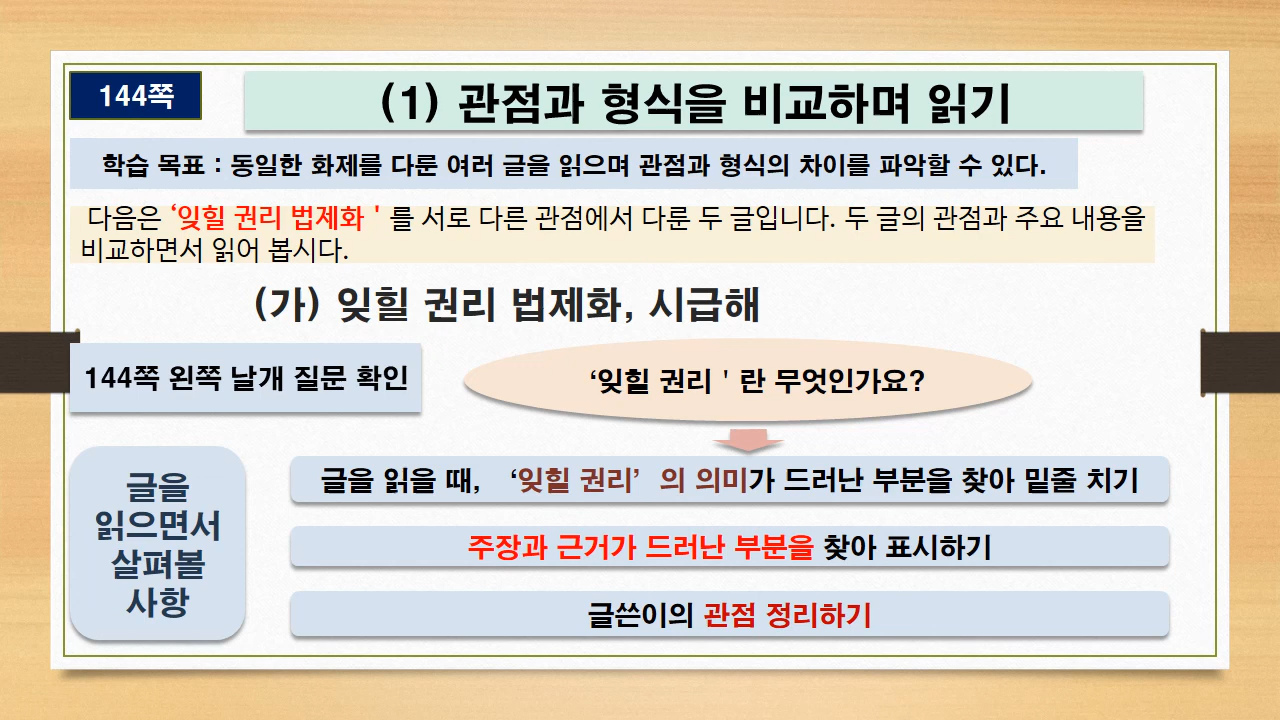 144쪽
(1) 관점과 형식을 비교하며 읽기
학습 목표 : 동일한 화제를 다룬 여러 글을 읽으며 관점과 형식의 차이를 파악할 수 있다.
다음은 ‘잊힐 권리 법제화 '를 서로 다른 관점에서 다룬 두 글입니다. 두 글의 관점과 주요 내용을
비교하면서 읽어 봅시다.
(가) 잊힐 권리 법제화, 시급해
144쪽 왼쪽 날개 질문 확인
‘잊힐 권리 ' 란 무엇인가요?
글을
읽으면서
살펴볼
사항
글을 읽을 때, ‘잊힐 권리’ 의 의미가 드러난 부분을 찾아 밑줄 치기
주장과 근거가 드러난 부분을 찾아 표시하기
글쓴이의 관점 정리하기